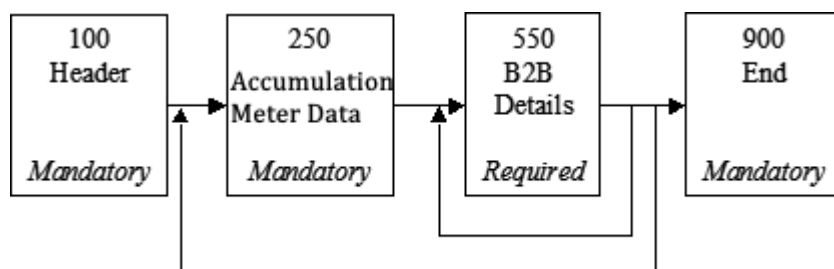 100
Header
Mandatory
250
Accumulation
Meter Data
Mandatory
550
B2B
Details
Required
900
End
Mandatory